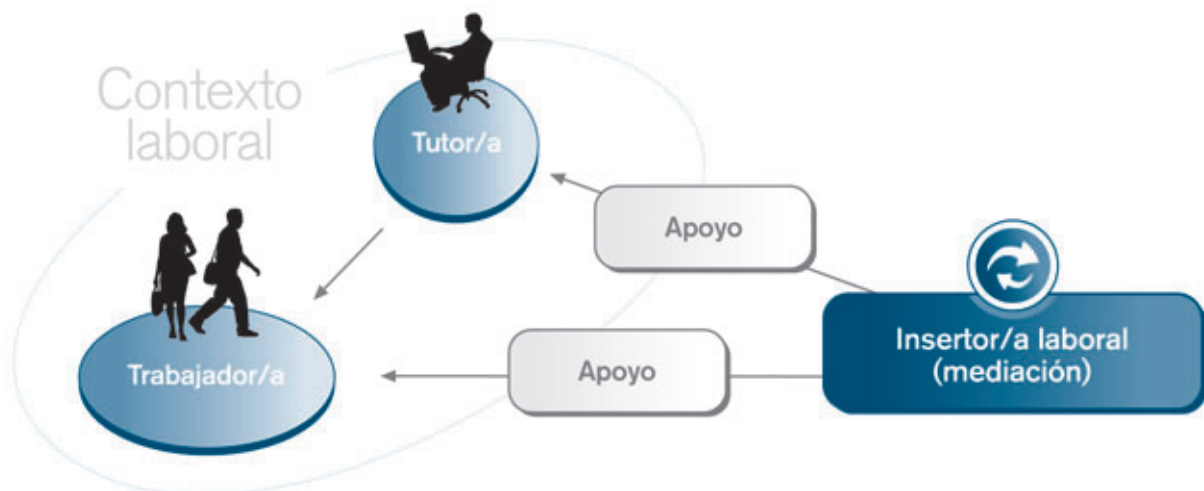 Contexto
laboral
Tutor/a
Apoyo
Trabajador/a
Apoyo
Insertor/a laboral
(mediación)